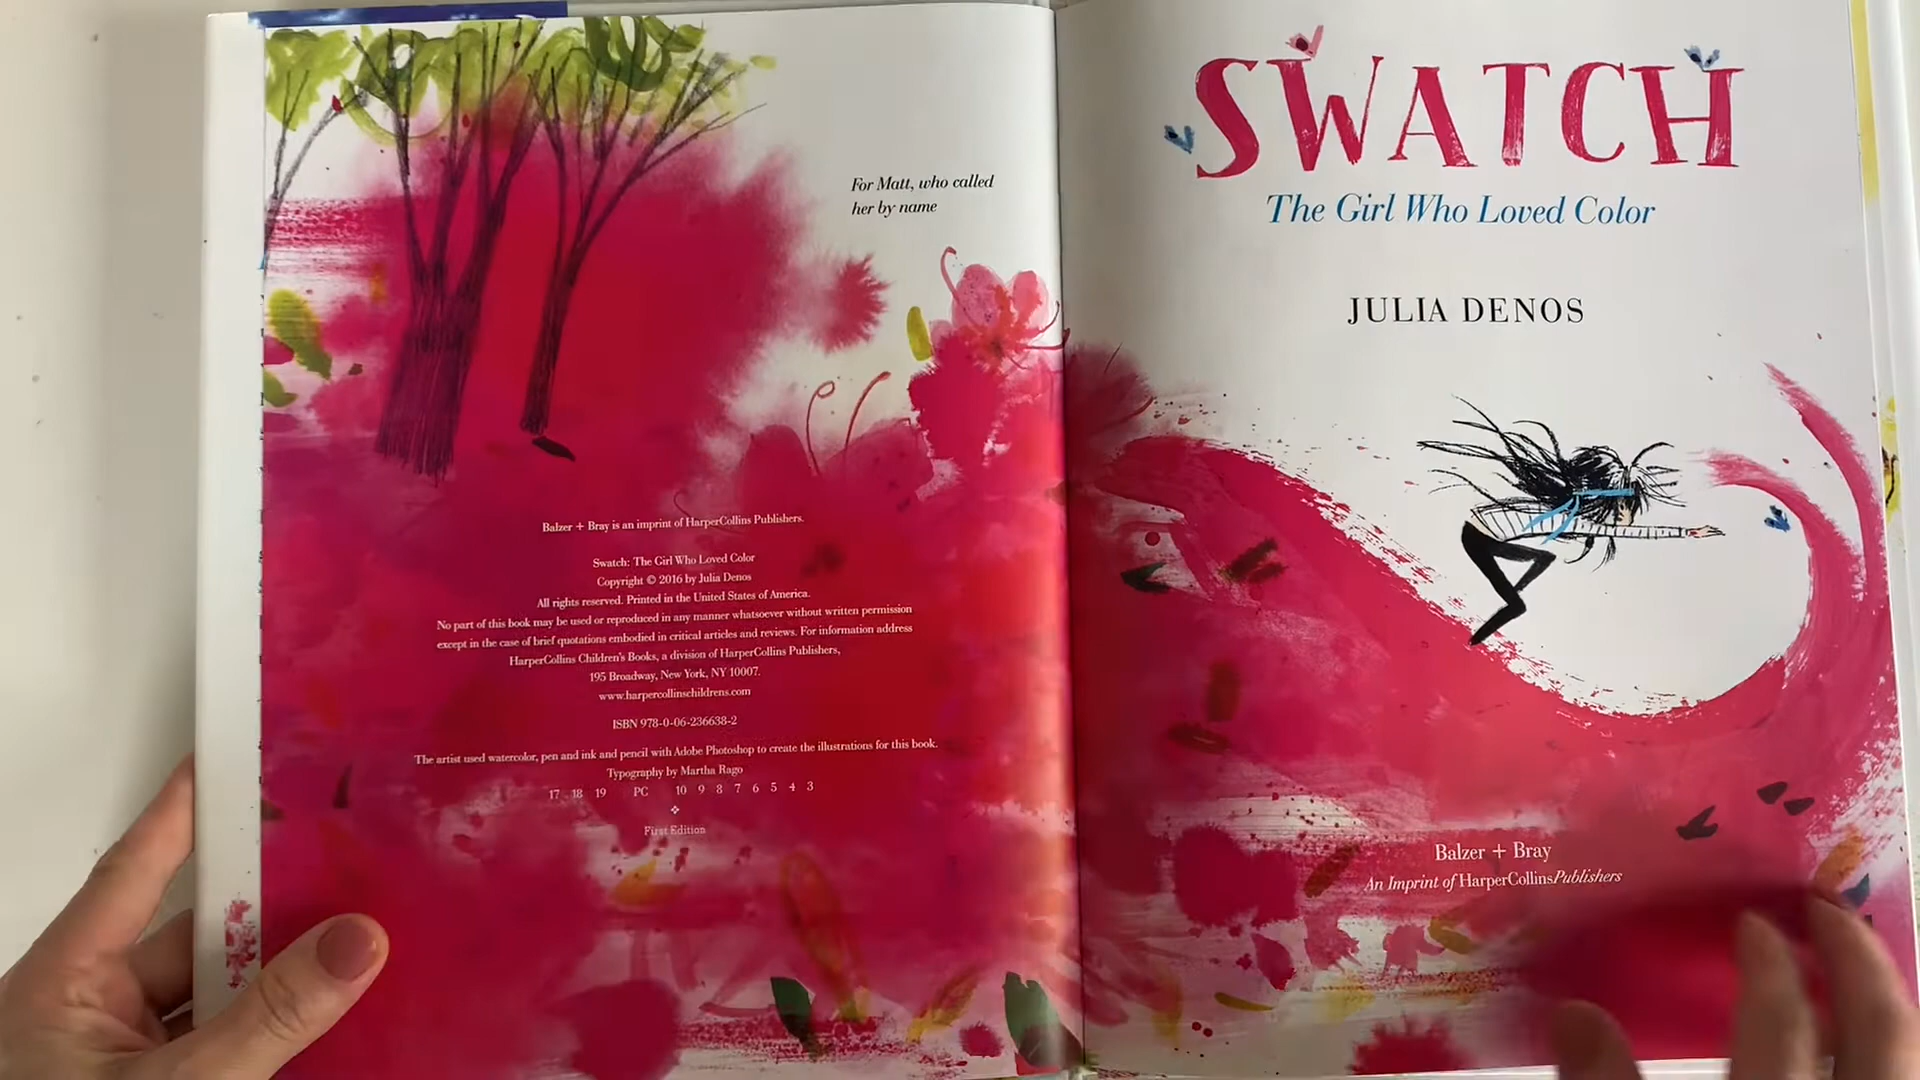 For Matt, who called
her by name
Balzer + Bray is an imprint of HarperCollins Publishers.
Swatch: The Girl Who Loved Color
Copyright © 2016 by Julia Denos
All rights reserved. Printed in the United States of America.
No part of this book may be used or reproduced in any manner whatsoever without written permission
except in the case of brief quotations embodied in critical articles and reviews. For information address
HarperCollins Children's Books, a division of HarperCollins Publishers,
195 Broadway, New York, NY 10007.
www.harpercollinschildrens.com
ISBN 978-0-06-236638-2
The artist used watercolor, pen and ink and pencil with Adobe Photoshop to create the illustrations for this book.
Typography by Martha Rago
17 18 19 PC 10 9 8 7 6 5 4 3
❖
First Edition
SWATCH
The Girl Who Loved Color
JULIA DENOS
Balzer + Bray
An Imprint of HarperCollinsPublishers